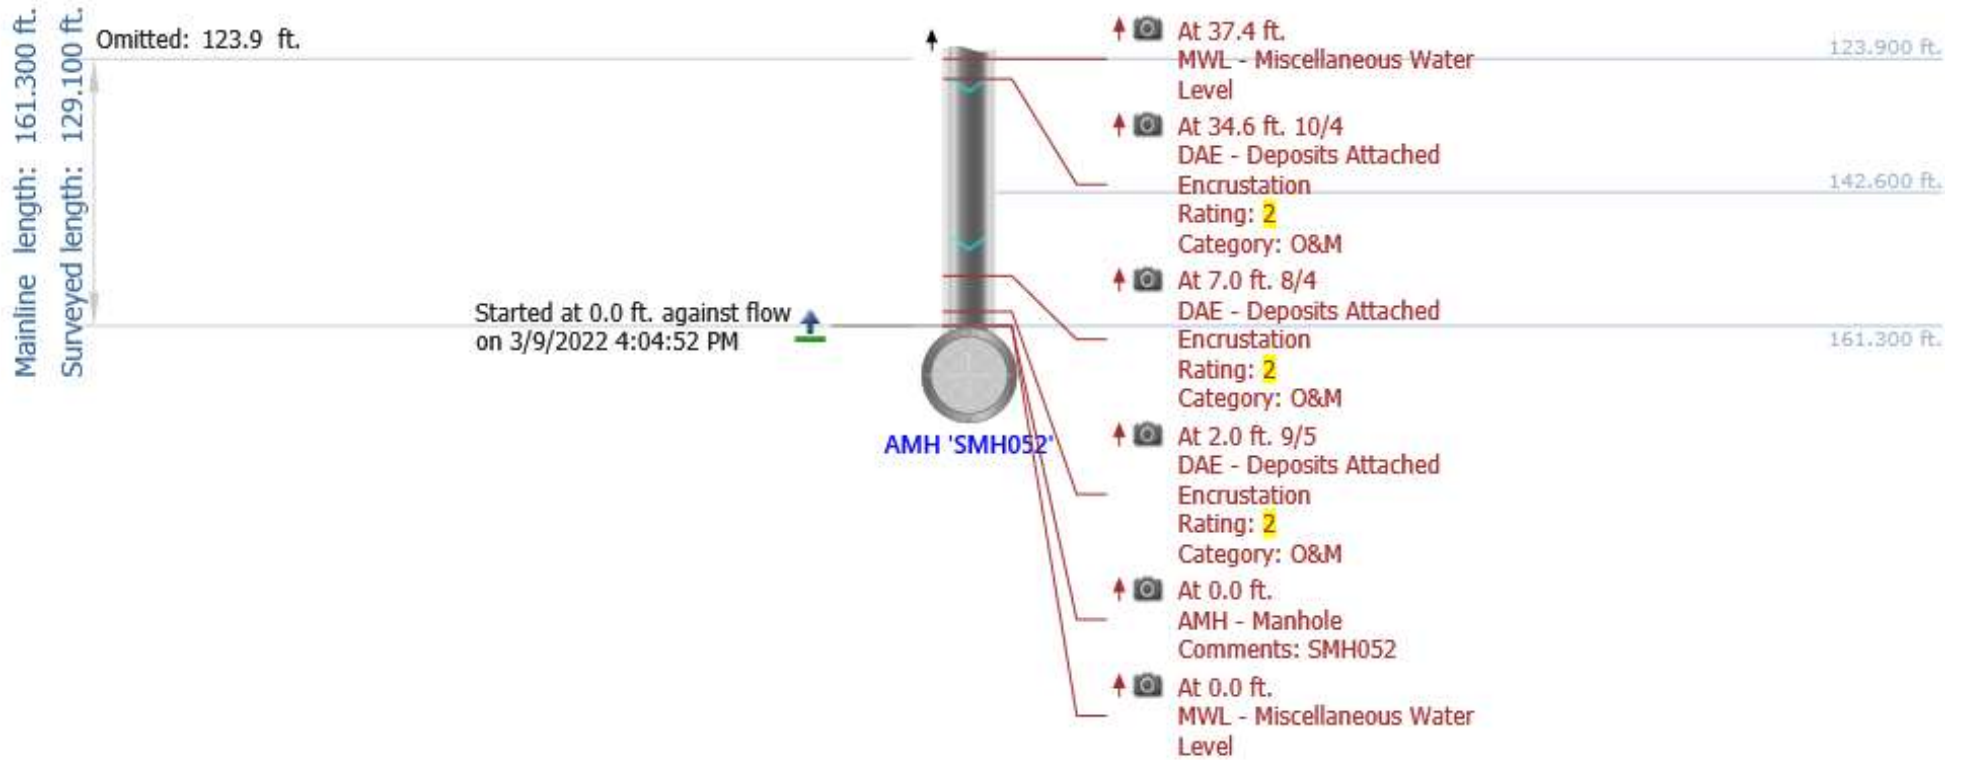 Mainline length: 161.300 ft.
Surveyed length: 129.100 ft.
Omitted: 123.9 ft.
Started at 0.0 ft. against flow
on 3/9/2022 4:04:52 PM
AMH 'SMH052'
At 37.4 ft.
MWL - Miscellaneous Water
Level
At 34.6 ft. 10/4
DAE - Deposits Attached
Encrustation
Rating: 2
Category: O&M
At 7.0 ft. 8/4
DAE - Deposits Attached
Encrustation
Rating: 2
Category: O&M
At 2.0 ft. 9/5
DAE - Deposits Attached
Encrustation
Rating: 2
Category: O&M
At 0.0 ft.
AMH - Manhole
Comments: SMH052
At 0.0 ft.
MWL - Miscellaneous Water
Level
123.900 ft.
142.600 ft.
161.300 ft.